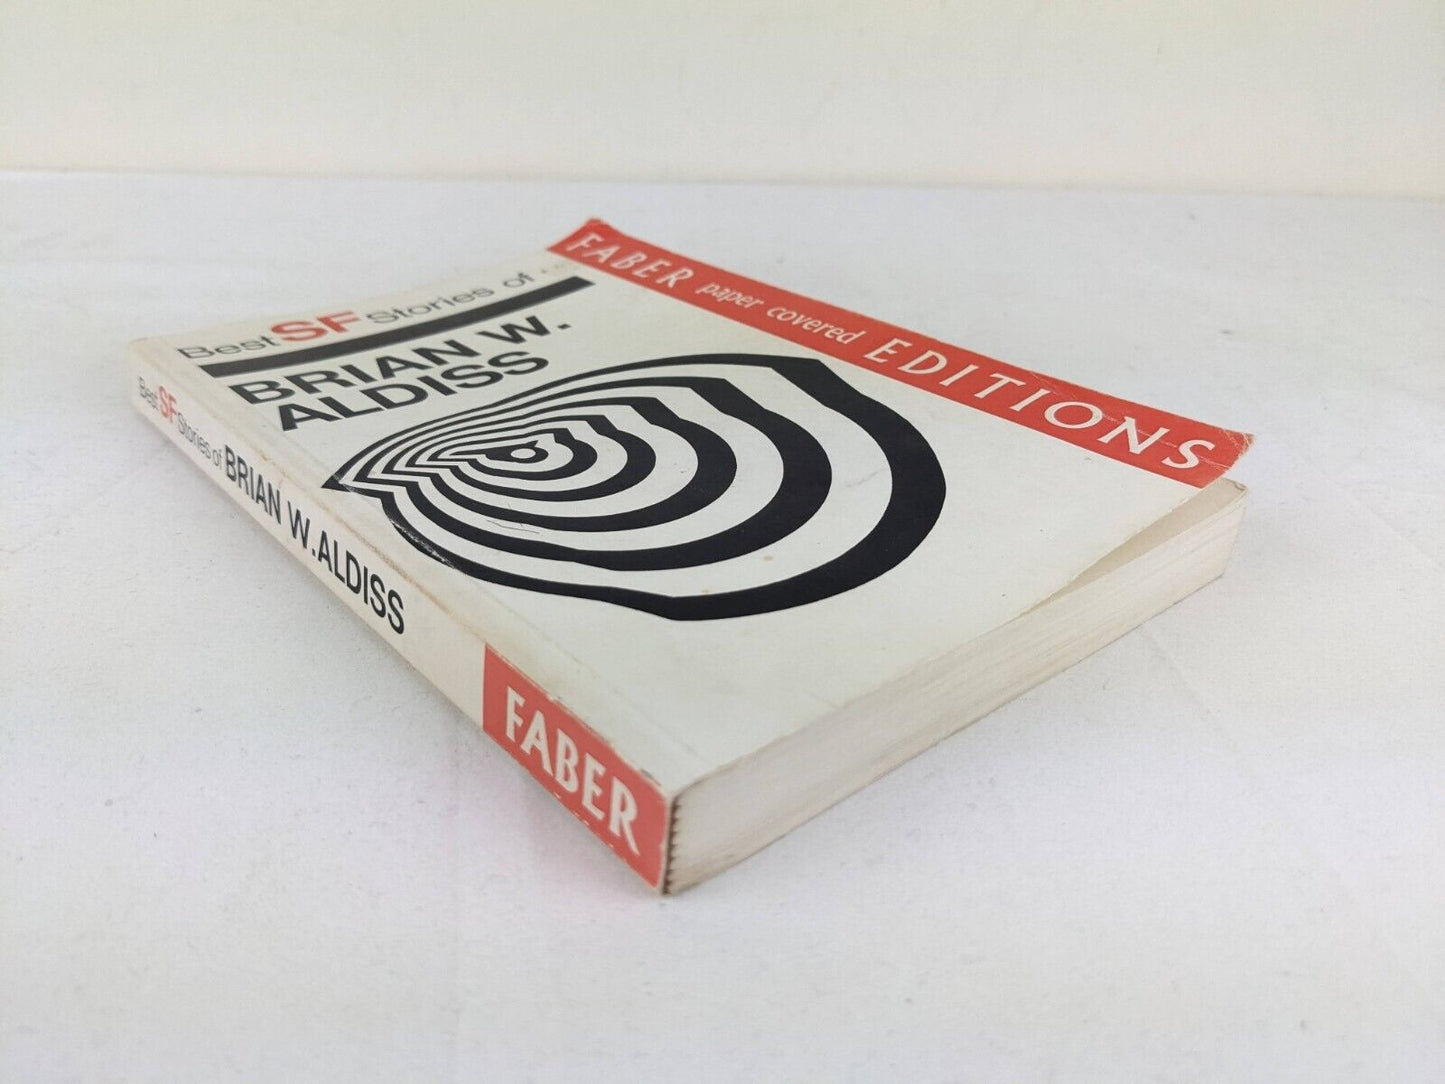 Best SF Stories of
BRIAN W.
ALDISS
FABER paper covered EDITIONS
Best SF Stories of BRIAN W. ALDISS
FABER